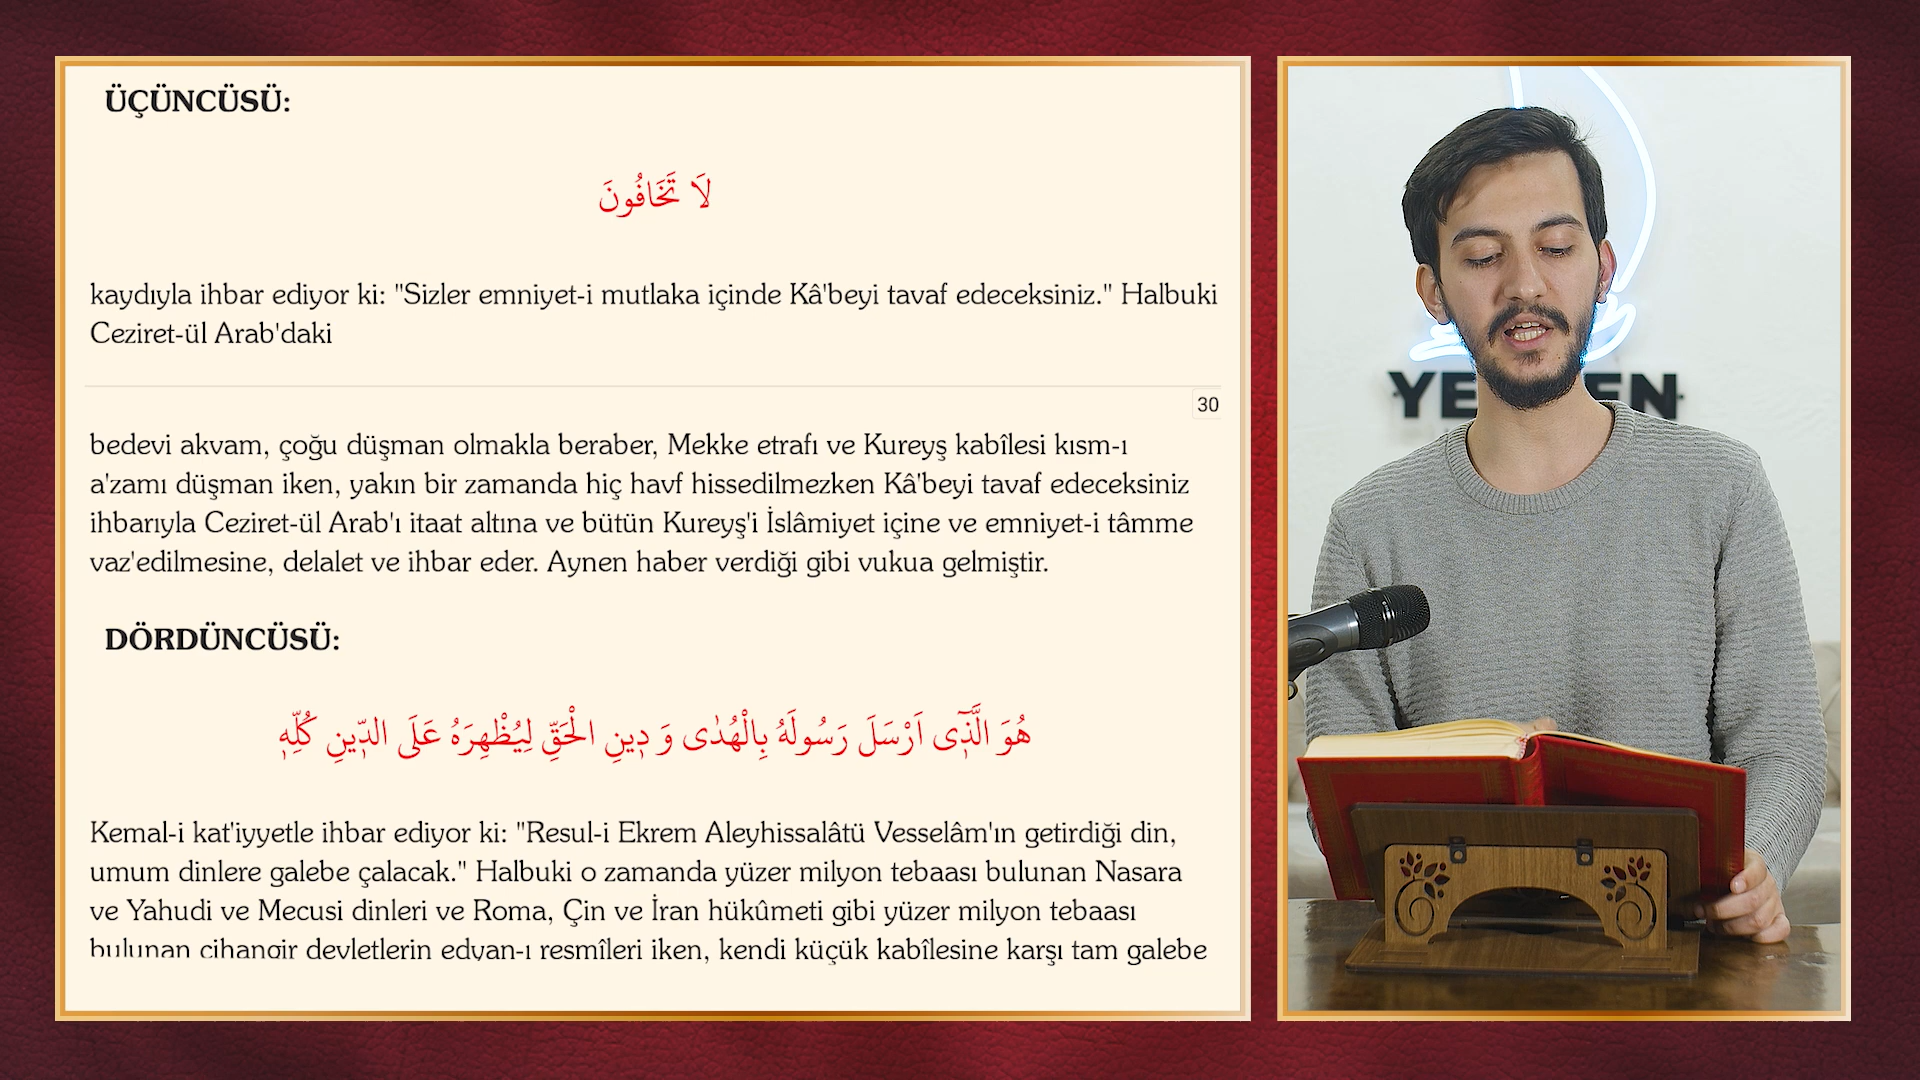 ÜÇÜNCÜSÜ:
لَا تَخَافُونَ
kaydıyla ihbar ediyor ki: "Sizler emniyet-i mutlaka içinde Kâ'beyi tavaf edeceksiniz." Halbuki
Ceziret-ül Arab'daki
30
bedevi akvam, çoğu düşman olmakla beraber, Mekke etrafı ve Kureyş kabîlesi kısm-ı
a'zamı düşman iken, yakın bir zamanda hiç havf hissedilmezken Kâ'beyi tavaf edeceksiniz
ihbarıyla Ceziret-ül Arab'ı itaat altına ve bütün Kureyş'i İslâmiyet içine ve emniyet-i tâmme
vaz'edilmesine, delalet ve ihbar eder. Aynen haber verdiği gibi vukua gelmiştir.
DÖRDÜNCÜSÜ:
هُوَ الَّذٖٓى اَرْسَلَ رَسُولَهُ بِالْهُدٰى وَ دٖينِ الْحَقِّ لِيُظْهِرَهُ عَلَى الدّٖينِ كُلِّهٖ
Kemal-i kat'iyyetle ihbar ediyor ki: "Resul-i Ekrem Aleyhissalâtü Vesselâm'ın getirdiği din,
umum dinlere galebe çalacak." Halbuki o zamanda yüzer milyon tebaası bulunan Nasara
ve Yahudi ve Mecusi dinleri ve Roma, Çin ve İran hükûmeti gibi yüzer milyon tebaası
bulunan cihangir devletlerin edyan-ı resmîleri iken, kendi küçük kabîlesine karşı tam galebe